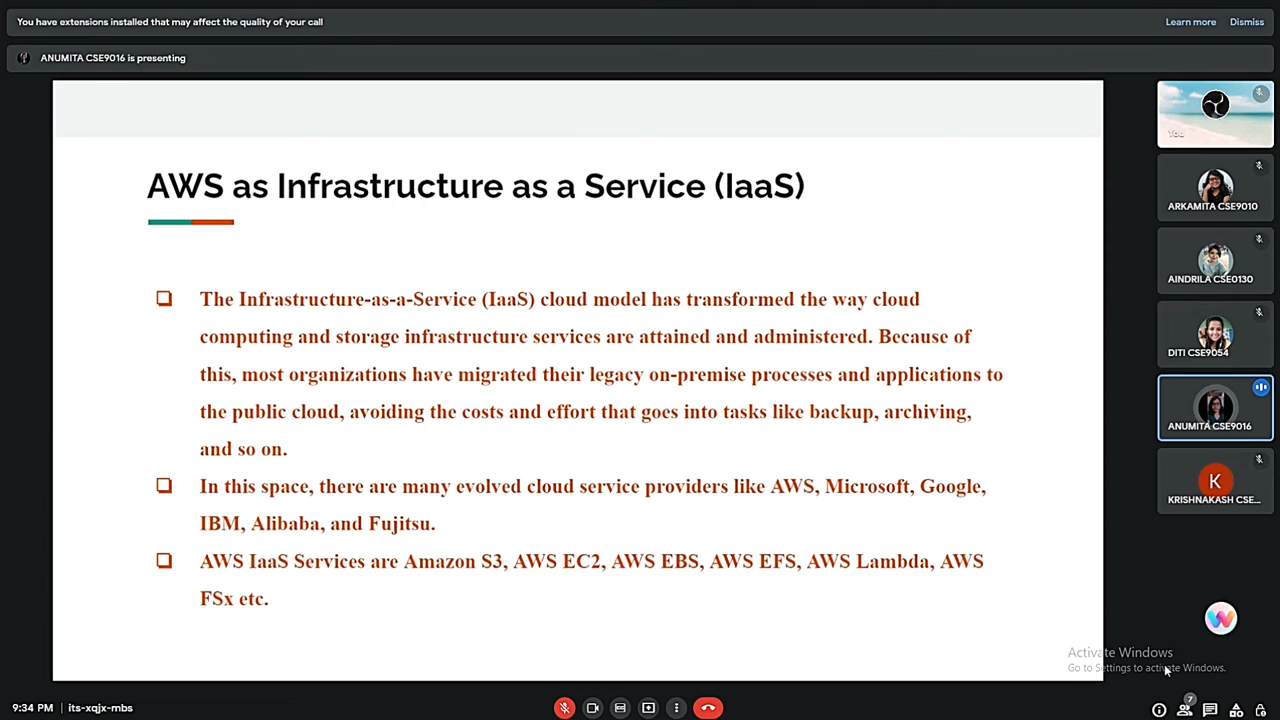 You have extensions installed that may affect the quality of your call
Learn more
Dismiss
ANUMITA CSE9016 is presenting
AWS as Infrastructure as a Service (IaaS)
The Infrastructure-as-a-Service (IaaS) cloud model has transformed the way cloud
computing and storage infrastructure services are attained and administered. Because of
this, most organizations have migrated their legacy on-premise processes and applications to
the public cloud, avoiding the costs and effort that goes into tasks like backup, archiving,
and so on.
In this space, there are many evolved cloud service providers like AWS, Microsoft, Google,
IBM, Alibaba, and Fujitsu.
AWS IaaS Services are Amazon S3, AWS EC2, AWS EBS, AWS EFS, AWS Lambda, AWS
FSx etc.
You
ARKAMITA CSE9010
AINDRILA CSE0130
DITI CSE9054
ANUMITA CSE9016
K
KRISHNAKASH CSE...
W
Activate Windows
Go to Settings to activate Windows.
9:34 PM
its-xqjx-mbs
7